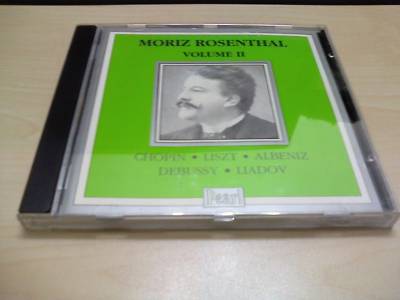 MORIZ ROSENTHAL
VOLUME II
CHOPIN • LISZT • ALBENIZ
DEBUSSY • LIADOV
Pearl